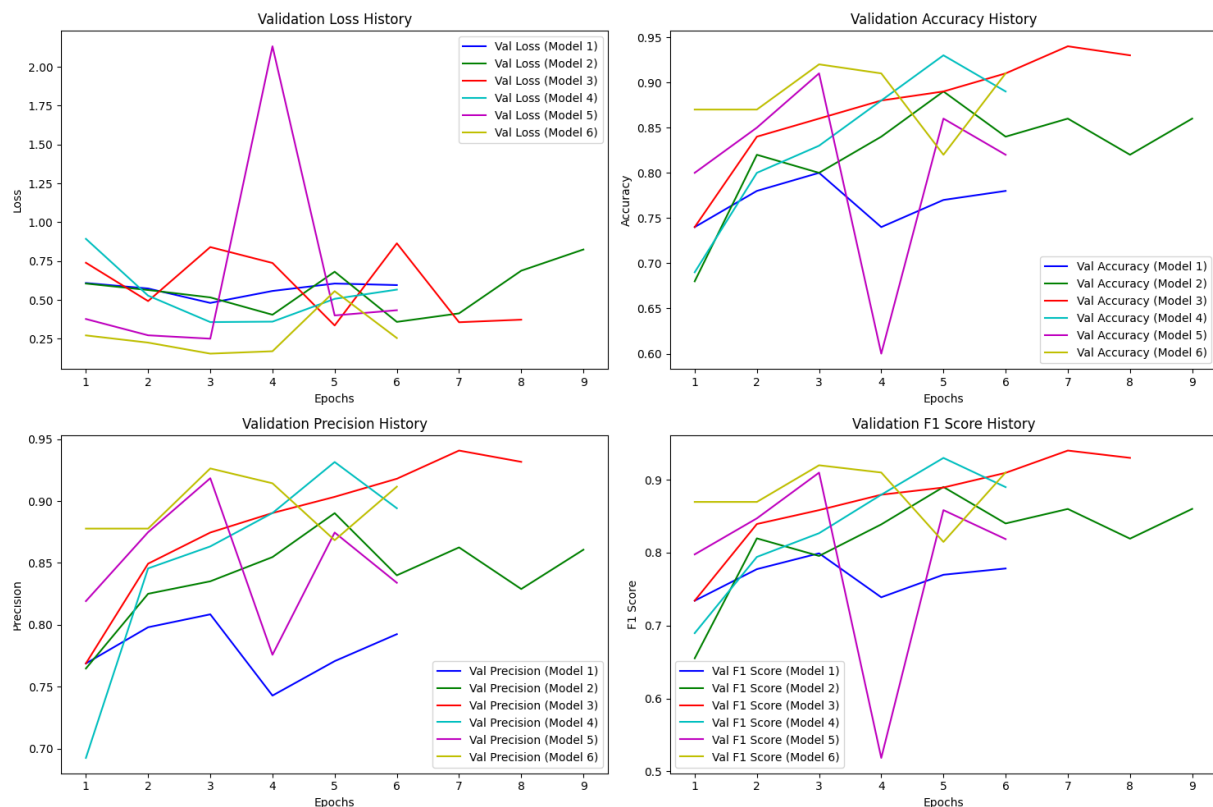 Validation Loss History
Loss
2.00
1.75
1.50
1.25
1.00
0.75
0.50
0.25
Val Loss (Model 1)
Val Loss (Model 2)
Val Loss (Model 3)
Val Loss (Model 4)
Val Loss (Model 5)
Val Loss (Model 6)
1 2 3 4 5 6 7 8 9
Epochs
Validation Accuracy History
Accuracy
0.95
0.90
0.85
0.80
0.75
0.70
0.65
0.60
Val Accuracy (Model 1)
Val Accuracy (Model 2)
Val Accuracy (Model 3)
Val Accuracy (Model 4)
Val Accuracy (Model 5)
Val Accuracy (Model 6)
1 2 3 4 5 6 7 8 9
Epochs
Validation Precision History
Precision
0.95
0.90
0.85
0.80
0.75
0.70
Val Precision (Model 1)
Val Precision (Model 2)
Val Precision (Model 3)
Val Precision (Model 4)
Val Precision (Model 5)
Val Precision (Model 6)
1 2 3 4 5 6 7 8 9
Epochs
Validation F1 Score History
F1 Score
0.9
0.8
0.7
0.6
0.5
Val F1 Score (Model 1)
Val F1 Score (Model 2)
Val F1 Score (Model 3)
Val F1 Score (Model 4)
Val F1 Score (Model 5)
Val F1 Score (Model 6)
1 2 3 4 5 6 7 8 9
Epochs